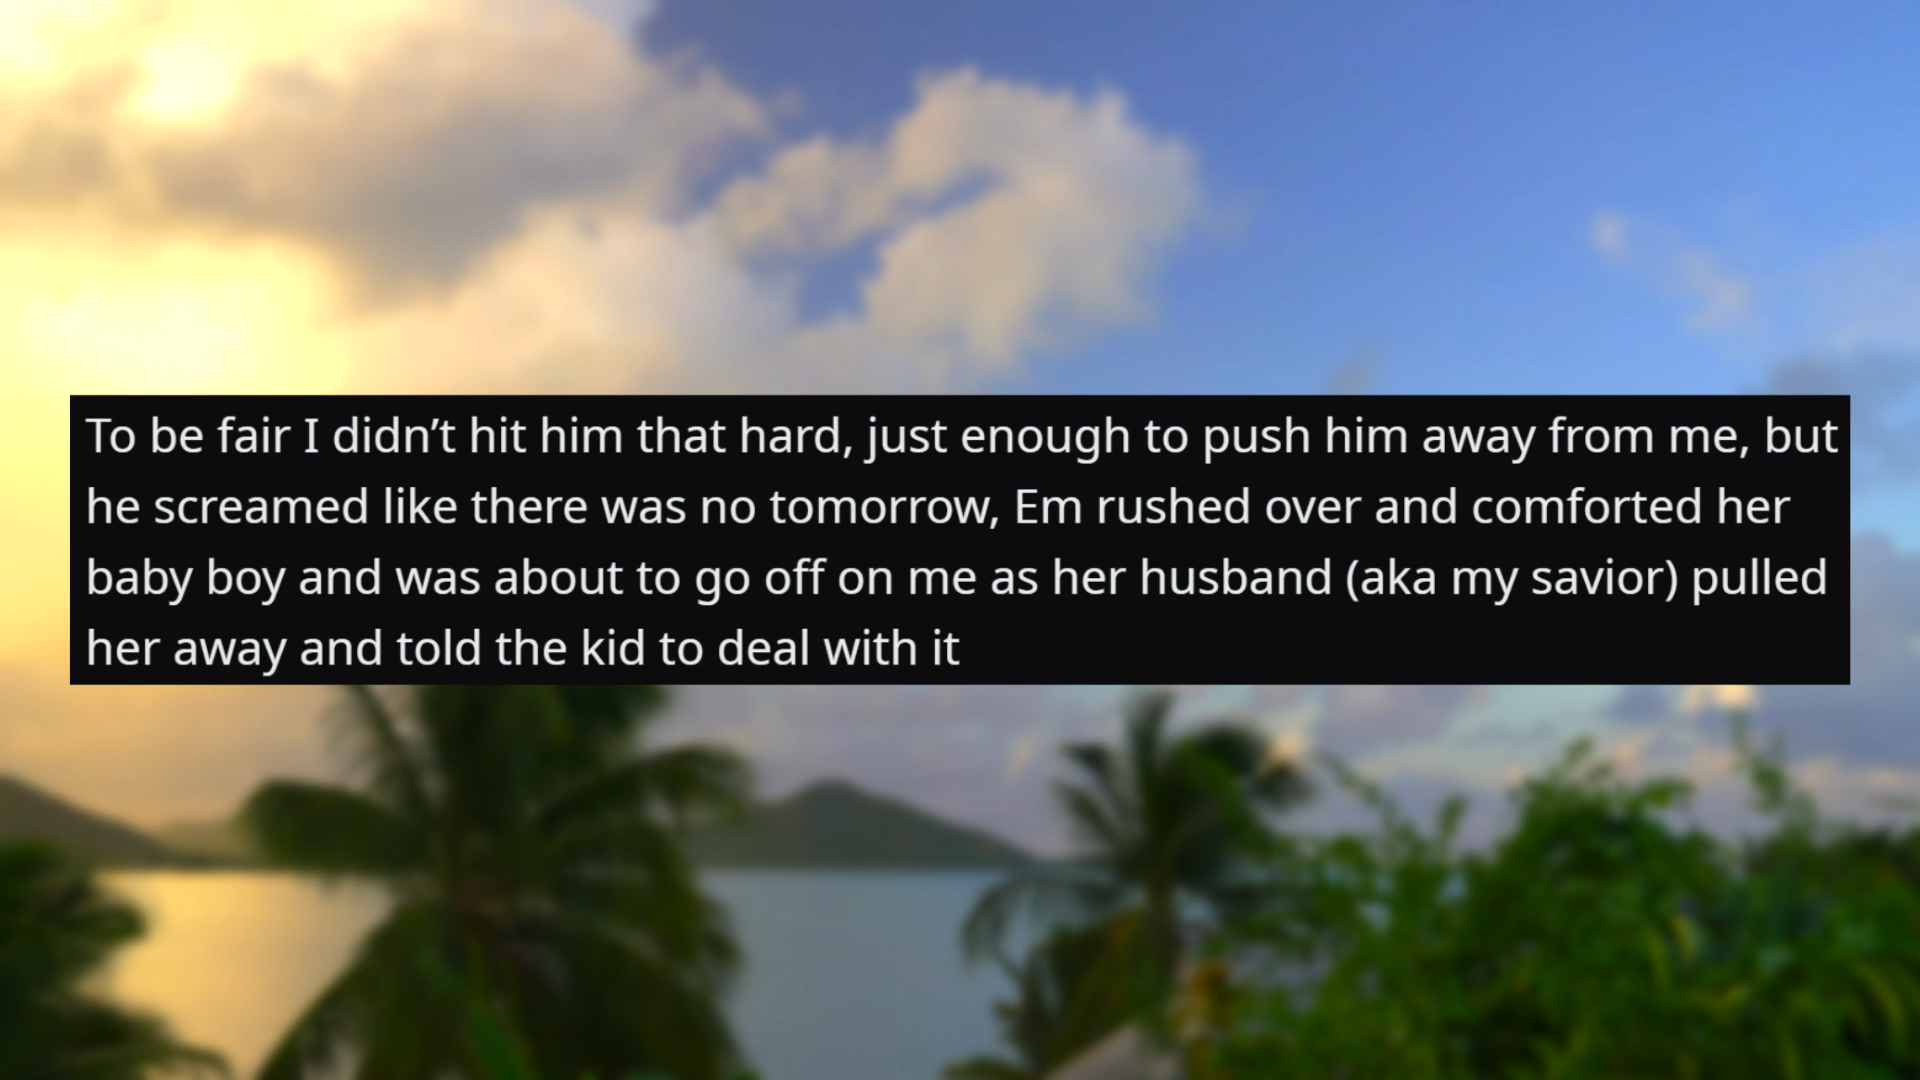 To be fair I didn’t hit him that hard, just enough to push him away from me, but
he screamed like there was no tomorrow, Em rushed over and comforted her
baby boy and was about to go off on me as her husband (aka my savior) pulled
her away and told the kid to deal with it